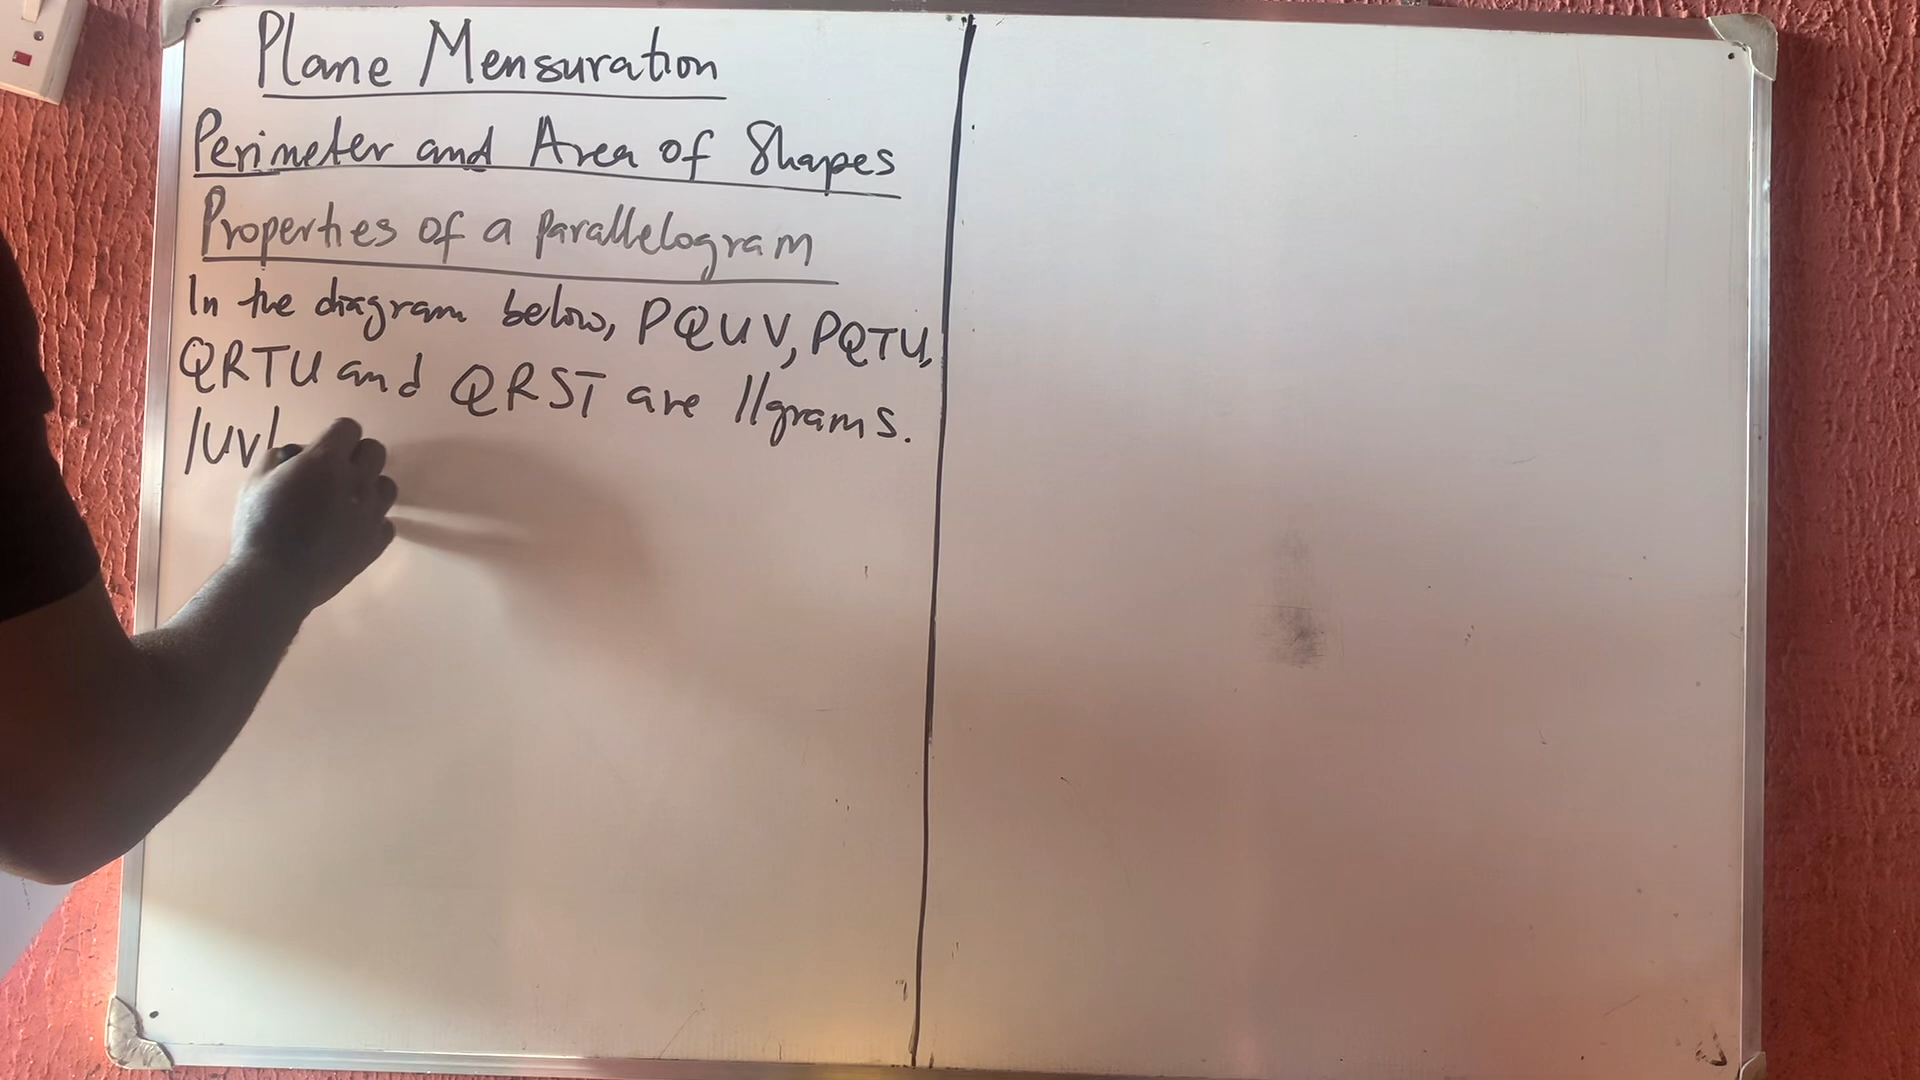 Plane Mensuration
Perimeter and Area of Shapes
Properties of a parallelogram
In the diagram below, PQUV, PQTU,
QRTU and QRST are //grams.
/UV/